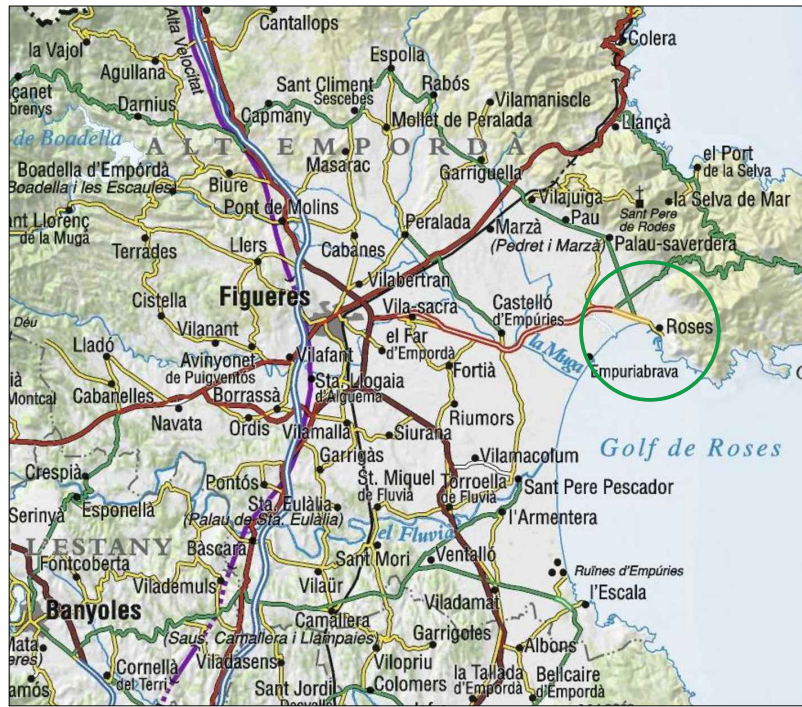 la Vajol
Cantallops
Agullana
Alta Velocitat
Colera
Espolla
Sant Climent
Sescebes
Rabós
Vilamaniscle
Darnius
Capmany
Mollet de Peralada
Llançà
de Boadella
ALT EMPORDÀ
Masarac
Garriguella
el Port
de la Selva
Boadella d'Empordà
(Boadella i les Escaules)
Biure
Vilajuïga
la Selva de Mar
Sant Pere
de Rodes
Pau
Pont de Molins
Peralada
Marzà
(Pedret i Marzà)
Palau-saverdera
de la Muga
Terrades
Llers
Cabanes
Vilabertran
Cistella
Figueres
Vila-sacra
Castelló
d'Empúries
Roses
Vilanant
el Far
d'Empordà
la Muga
Lladó
Avinyonet
de Puigventós
Vilafant
Fortià
Empuriabrava
Cabanelles
Sta. Llogaia
d'Alguema
Borrassà
Navata
Ordis
Vilamalla
Riumors
Siurana
Golf de Roses
Garrigàs
Vilamacolum
Crespià
Pontós
St. Miquel
de Fluvià
Torroella
de Fluvià
Sant Pere Pescador
Esponellà
Sta. Eulàlia
(Palau de Sta. Eulàlia)
el Fluvià
l'Armentera
Serinyà
L'ESTANY
Bàscara
Fontcoberta
Sant Mori
Ventalló
Ruïnes d'Empúries
Vilademuls
Vilaür
l'Escala
Banyoles
Camallera
Viladamat
(Saus, Camallera i Llampaies)
Garrigoles
Albons
Cornellà
del Terri
Viladasens
Vilopriu
Sant Jordi
Colomers
la Tallada
d'Empordà
Bellcaire
d'Empordà